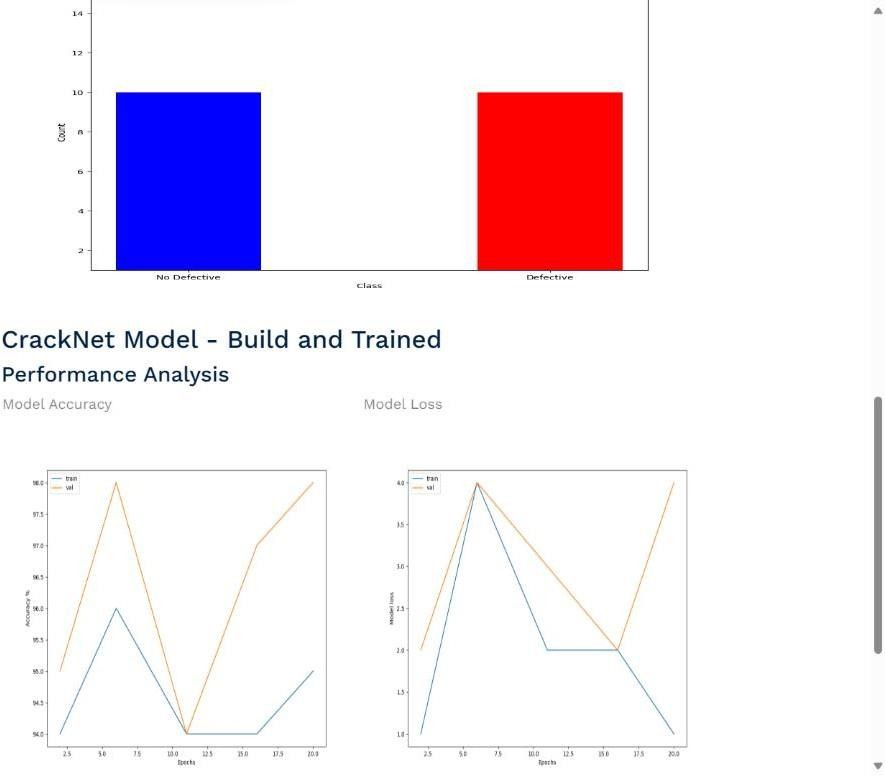 14
12
10
8
6
4
2
Count
No Defective Defective
Class
CrackNet Model - Build and Trained
Performance Analysis
Model Accuracy Model Loss
train
val
98.0
97.5
97.0
96.5
96.0
95.5
95.0
94.5
94.0
Accuracy %
2.5 5.0 7.5 10.0 12.5 15.0 17.5 20.0
Epochs
train
val
4.0
3.5
3.0
2.5
2.0
1.5
1.0
Model loss
2.5 5.0 7.5 10.0 12.5 15.0 17.5 20.0
Epochs